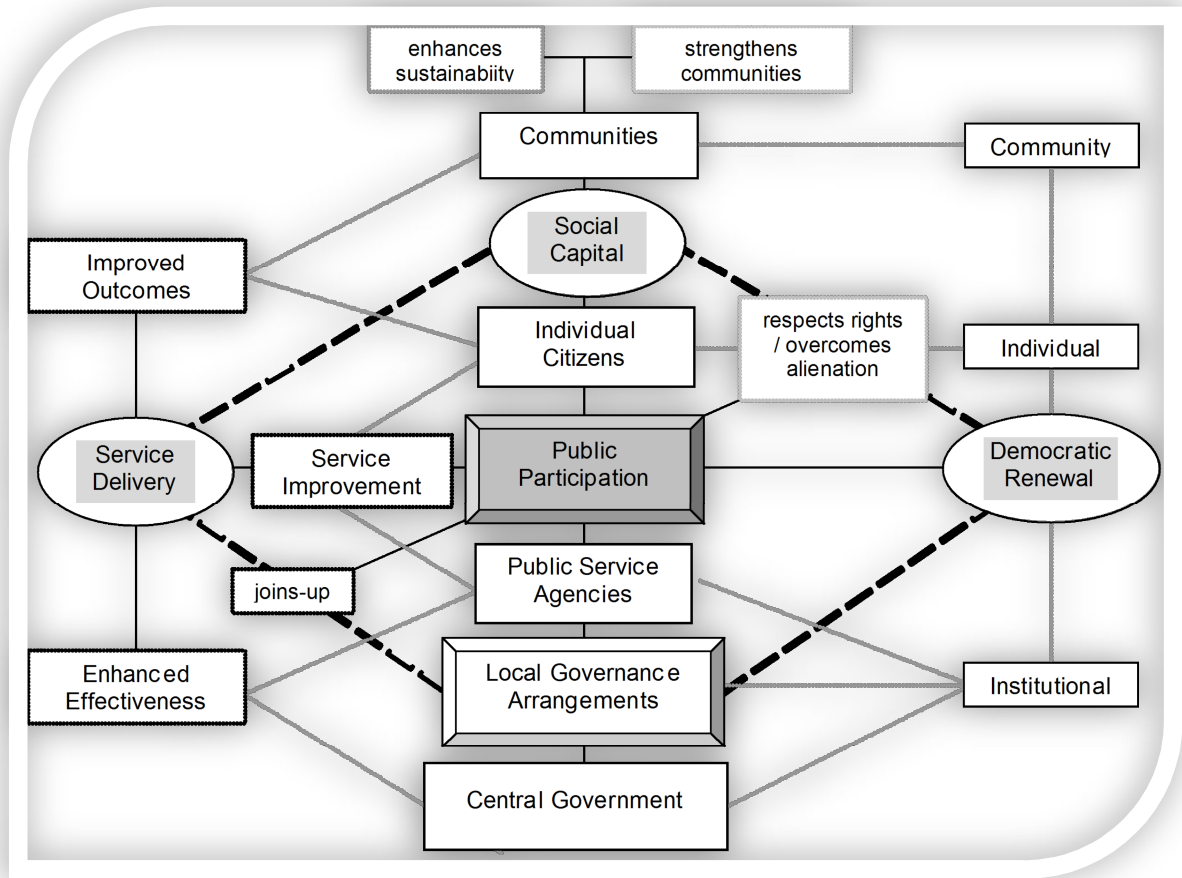 enhances
sustainabiity
strengthens
communities
Communities
Community
Social
Capital
Improved
Outcomes
Individual
Citizens
respects rights
/ overcomes
alienation
Individual
Service
Delivery
Service
Improvement
Public
Participation
Democratic
Renewal
Public Service
Agencies
joins-up
Enhanced
Effectiveness
Local Governance
Arrangements
Institutional
Central Government